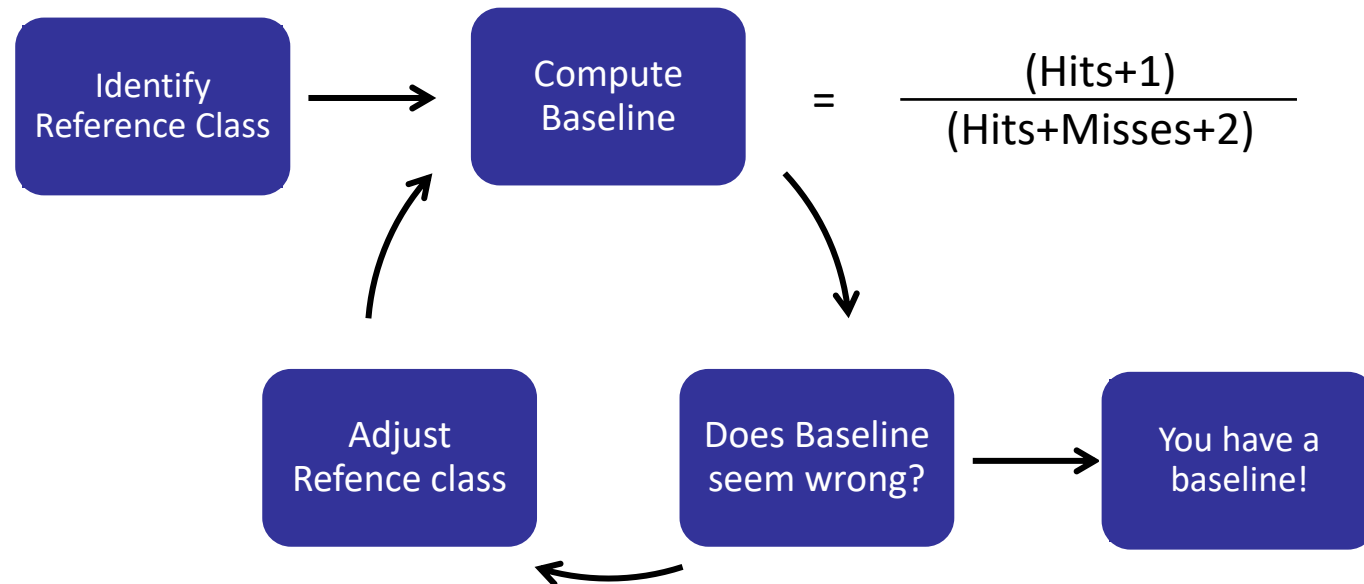 Identify
Reference Class
Compute
Baseline
=
(Hits+1)
(Hits+Misses+2)
Adjust
Refence class
Does Baseline
seem wrong?
You have a
baseline!